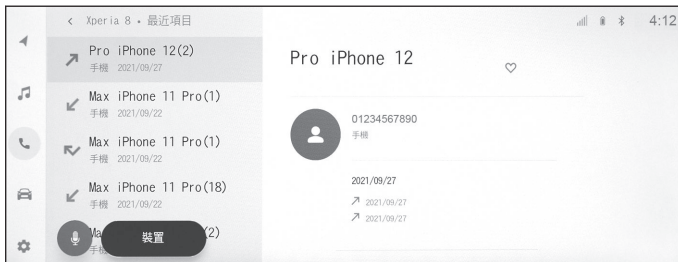 Xperia 8 • 最近項目
4:12
Pro iPhone 12(2)
手機 2021/09/27
Max iPhone 11 Pro(1)
手機 2021/09/22
Max iPhone 11 Pro(1)
手機 2021/09/22
Max iPhone 11 Pro(18)
手機 2021/09/22
Ma
(2)
裝置
Pro iPhone 12
01234567890
手機
2021/09/27
2021/09/27
2021/09/27